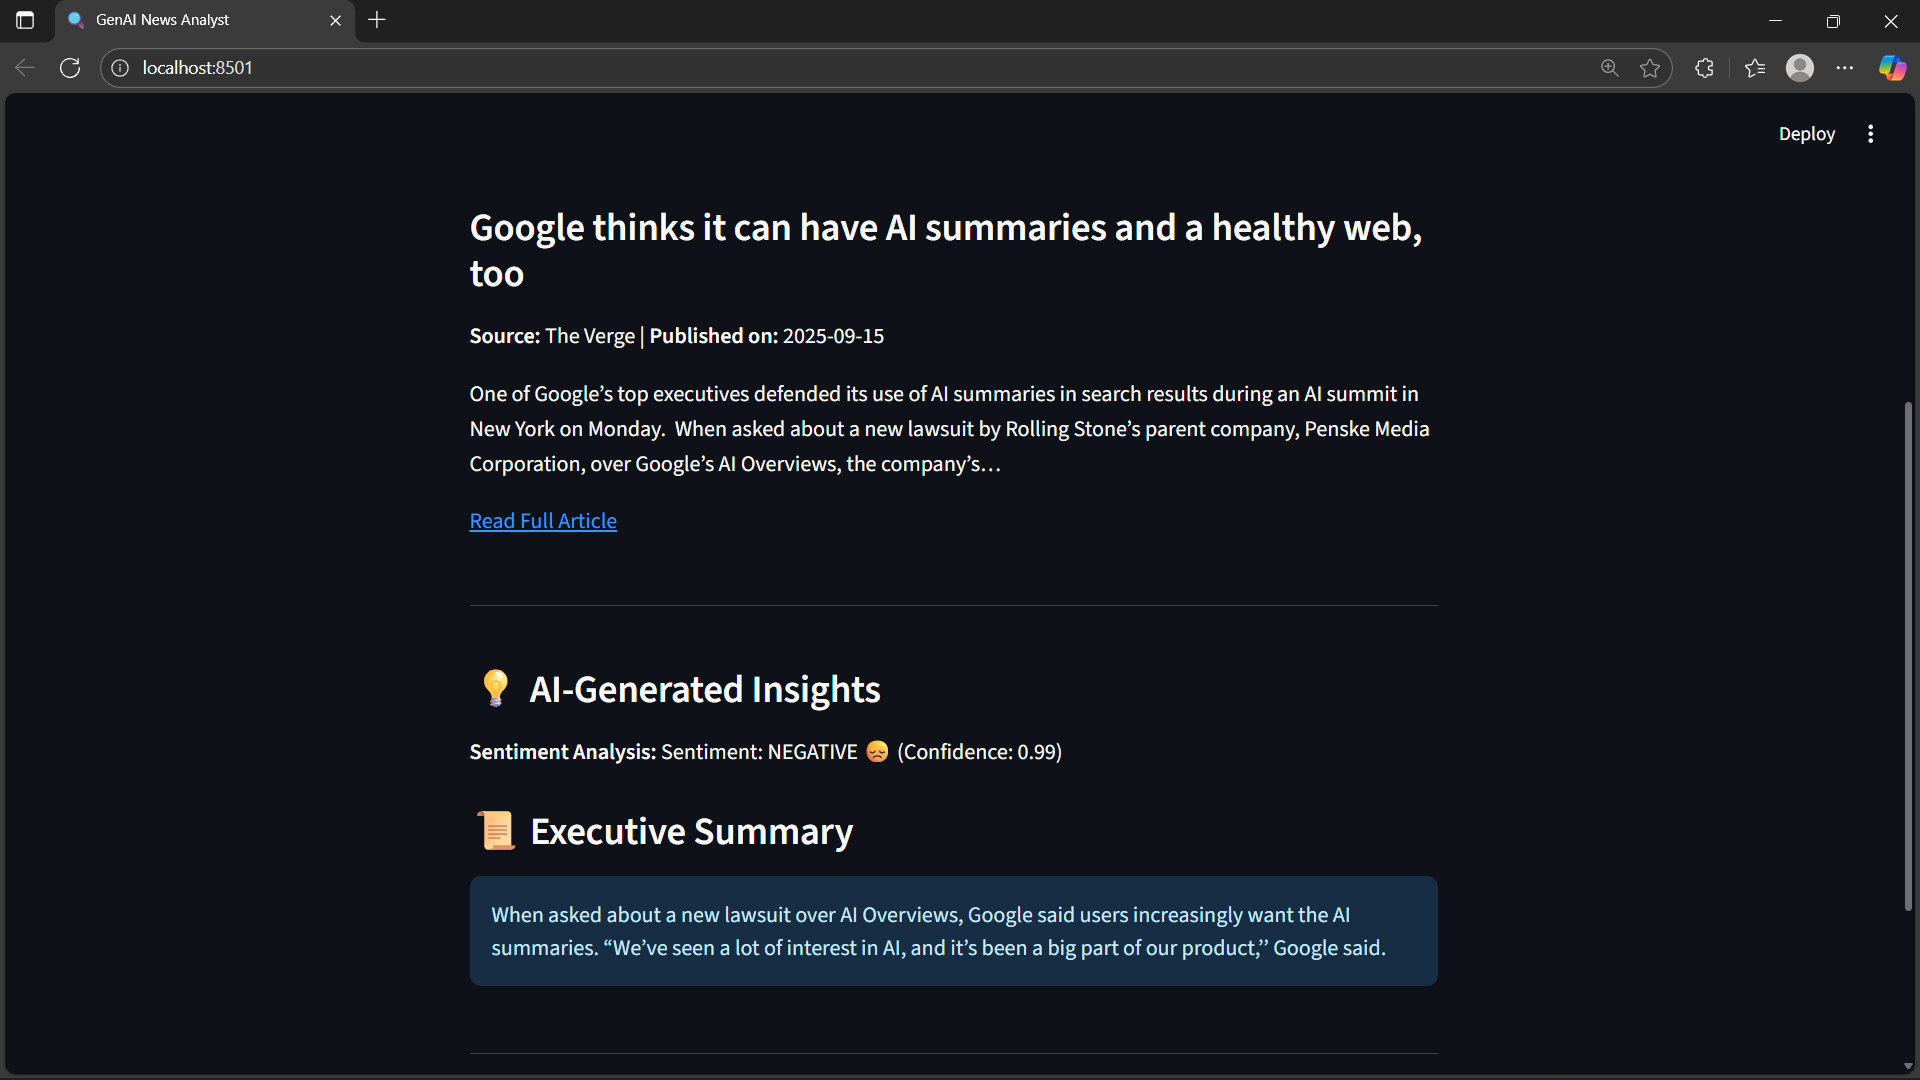 GenAI News Analyst
localhost:8501
Deploy
Google thinks it can have AI summaries and a healthy web,
too
Source: The Verge | Published on: 2025-09-15
One of Google’s top executives defended its use of AI summaries in search results during an AI summit in
New York on Monday.  When asked about a new lawsuit by Rolling Stone’s parent company, Penske Media
Corporation, over Google’s AI Overviews, the company’s…
Read Full Article
💡 AI-Generated Insights
Sentiment Analysis: Sentiment: NEGATIVE 😞 (Confidence: 0.99)
📜 Executive Summary
When asked about a new lawsuit over AI Overviews, Google said users increasingly want the AI
summaries. “We’ve seen a lot of interest in AI, and it’s been a big part of our product,’’ Google said.